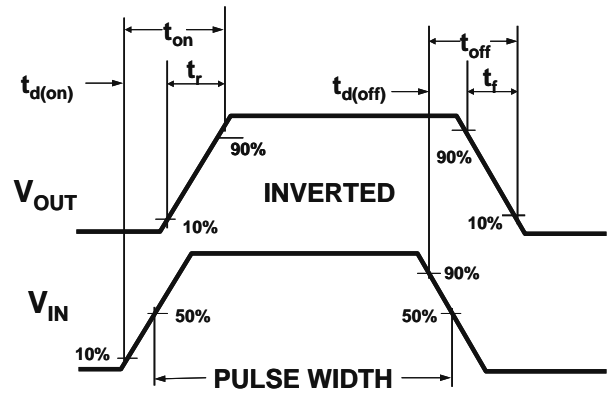 t_on
t_off
t_d(on)
t_r
t_d(off)
t_f
90%
90%
V_OUT
INVERTED
10%
10%
90%
V_IN
50%
50%
10%
PULSE WIDTH